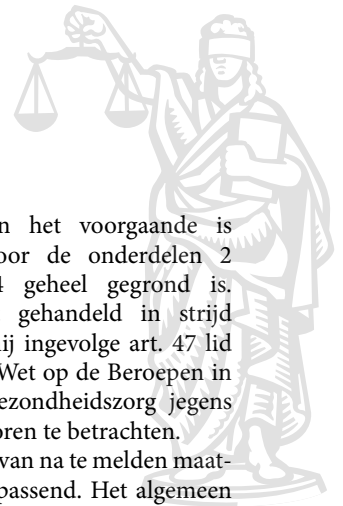 het voorgaande is
oor de onderdelen 2
geheel gegrond is.
gehandeld in strijd
ij ingevolge art. 47 lid
Wet op de Beroepen in
ezondheidszorg jegens
oren te betrachten.
van na te melden maat-
passend. Het algemeen